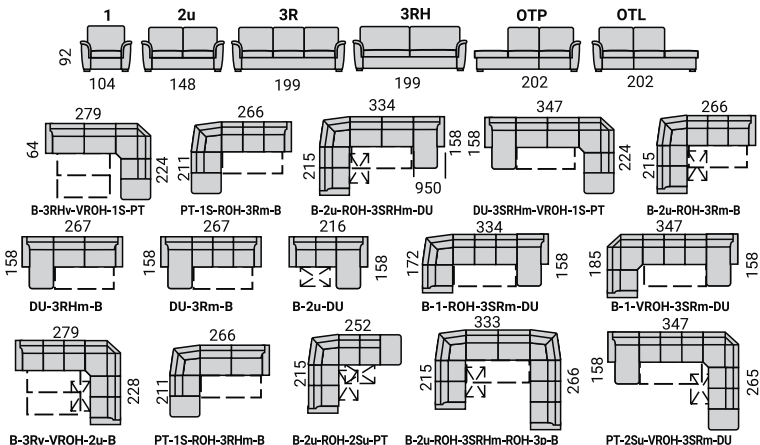 1 2u 3R 3RH OTP OTL
92
104 148 199 199 202 202
279 266 334 347 266
64 224 211 215 158 950 158 224 215
B-3RHv-VROH-1S-PT PT-1S-ROH-3Rm-B B-2u-ROH-3SRHm-DU DU-3SRHm-VROH-1S-PT B-2u-ROH-3Rm-B
267 267 216 334 347
158 158 158 172 158 185 158
DU-3RHm-B DU-3Rm-B B-2u-DU B-1-ROH-3SRm-DU B-1-VROH-3SRm-DU
279 266 252 333 347
228 211 215 215 266 158 265
B-3Rv-VROH-2u-B PT-1S-ROH-3RHm-B B-2u-ROH-2Su-PT B-2u-ROH-3SRHm-ROH-3p-B PT-2Su-VROH-3SRm-DU